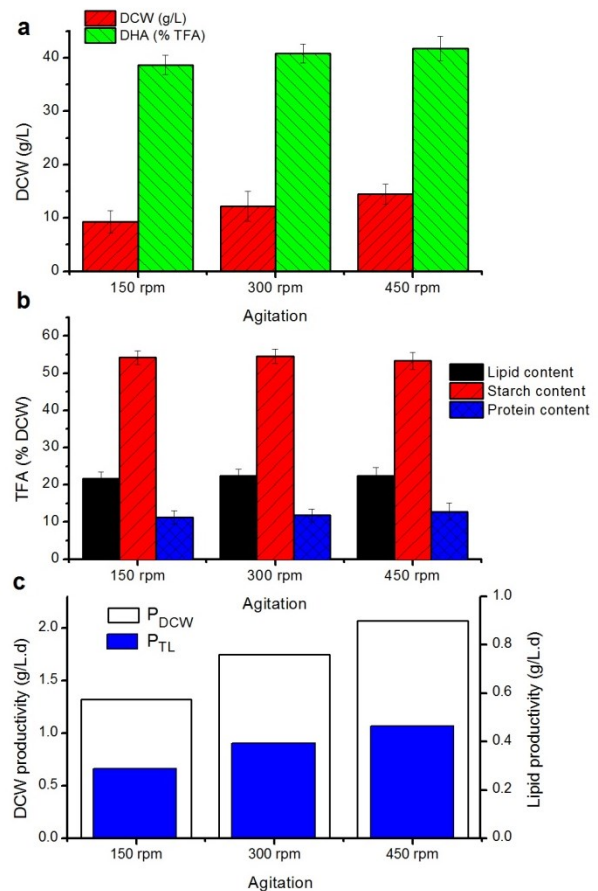 a
DCW (g/L)
DHA (% TFA)
40
30
20
10
0
DCW (g/L)
150 rpm
300 rpm
450 rpm
Agitation
b
Lipid content
Starch content
Protein content
60
50
40
30
20
10
0
TFA (% DCW)
150 rpm
300 rpm
450 rpm
Agitation
c
P_DCW
P_TL
2.0
1.5
1.0
0.5
0.0
DCW productivity (g/L.d)
1.0
0.8
0.6
0.4
0.2
0.0
Lipid productivity (g/L.d)
150 rpm
300 rpm
450 rpm
Agitation